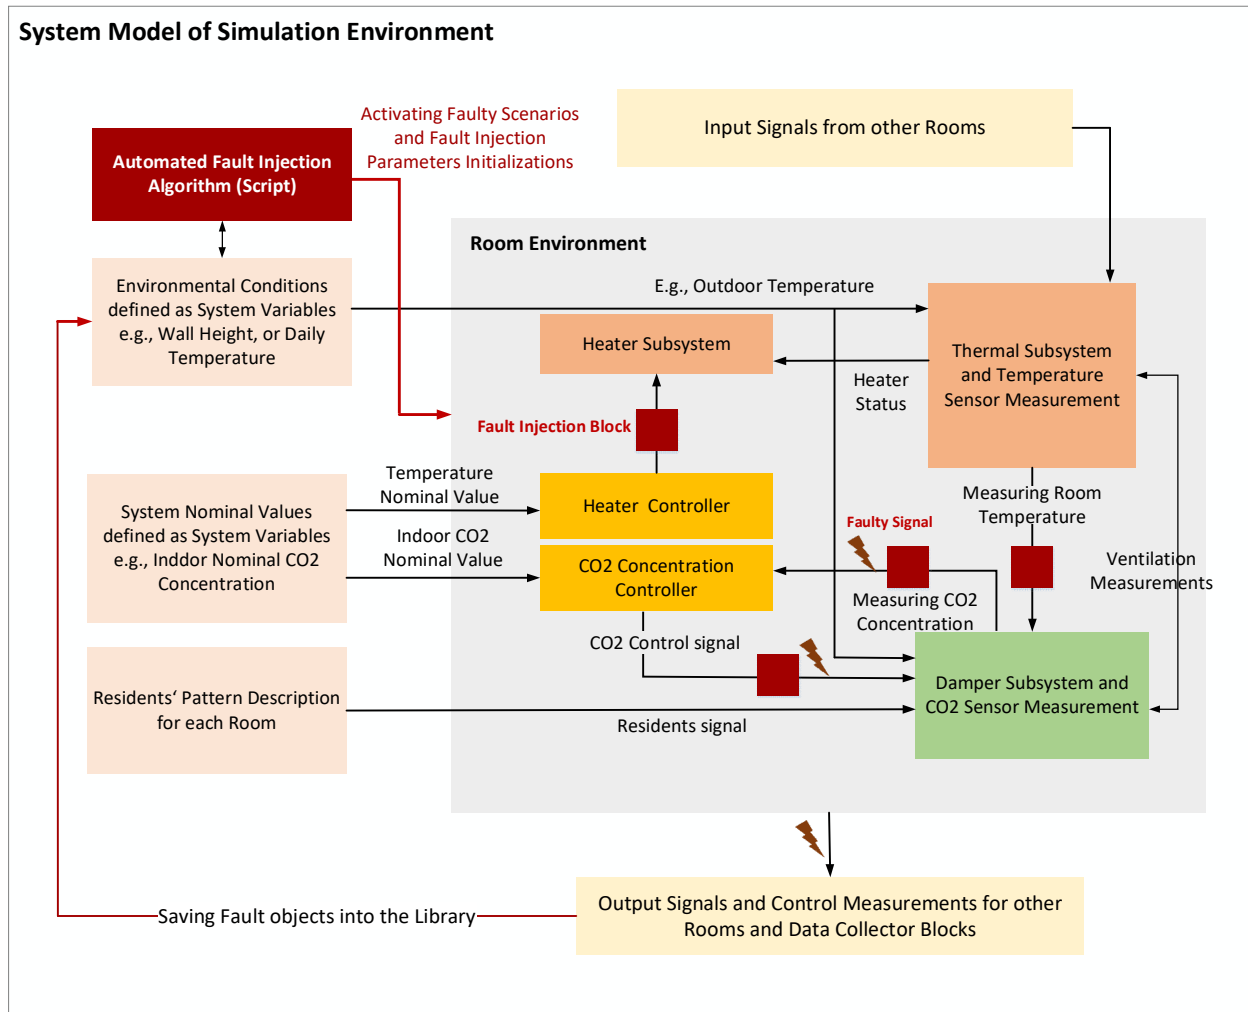 System Model of Simulation Environment
Activating Faulty Scenarios
and Fault Injection
Parameters Initializations
Input Signals from other Rooms
Automated Fault Injection
Algorithm (Script)
Room Environment
Environmental Conditions
defined as System Variables
e.g., Wall Height, or Daily
Temperature
E.g., Outdoor Temperature
Heater Subsystem
Thermal Subsystem
and Temperature
Sensor Measurement
Heater
Status
Fault Injection Block
Temperature
Nominal Value
Heater Controller
Measuring Room
Temperature
System Nominal Values
defined as System Variables
e.g., Inddor Nominal CO2
Concentration
Indoor CO2
Nominal Value
Faulty Signal
CO2 Concentration
Controller
Ventilation
Measurements
Measuring CO2
Concentration
CO2 Control signal
Residents‘ Pattern Description
for each Room
Damper Subsystem and
CO2 Sensor Measurement
Residents signal
Saving Fault objects into the Library
Output Signals and Control Measurements for other
Rooms and Data Collector Blocks